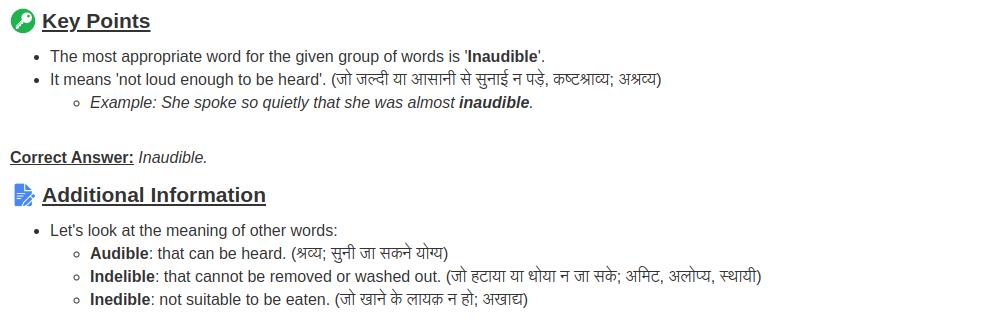 Key Points
• The most appropriate word for the given group of words is 'Inaudible'.
• It means 'not loud enough to be heard'. (जो जल्दी या आसानी से सुनाई न पड़े, कष्टश्राव्य; अश्रव्य)
◦ Example: She spoke so quietly that she was almost inaudible.
Correct Answer: Inaudible.
Additional Information
• Let's look at the meaning of other words:
◦ Audible: that can be heard. (श्रव्य; सुनी जा सकने योग्य)
◦ Indelible: that cannot be removed or washed out. (जो हटाया या धोया न जा सके; अमिट, अलोप्य, स्थायी)
◦ Inedible: not suitable to be eaten. (जो खाने के लायक़ न हो; अखाद्य)